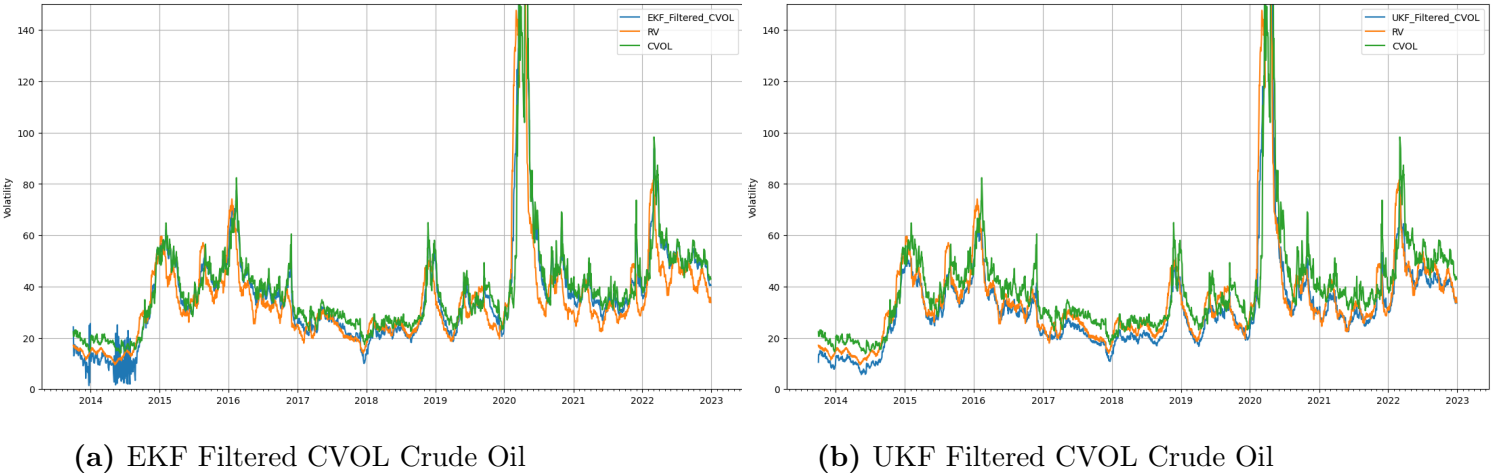 140
120
100
80
60
40
20
0
Volatility
EKF_Filtered_CVOL
RV
CVOL
2014 2015 2016 2017 2018 2019 2020 2021 2022 2023
(a) EKF Filtered CVOL Crude Oil
140
120
100
80
60
40
20
0
Volatility
UKF_Filtered_CVOL
RV
CVOL
2014 2015 2016 2017 2018 2019 2020 2021 2022 2023
(b) UKF Filtered CVOL Crude Oil